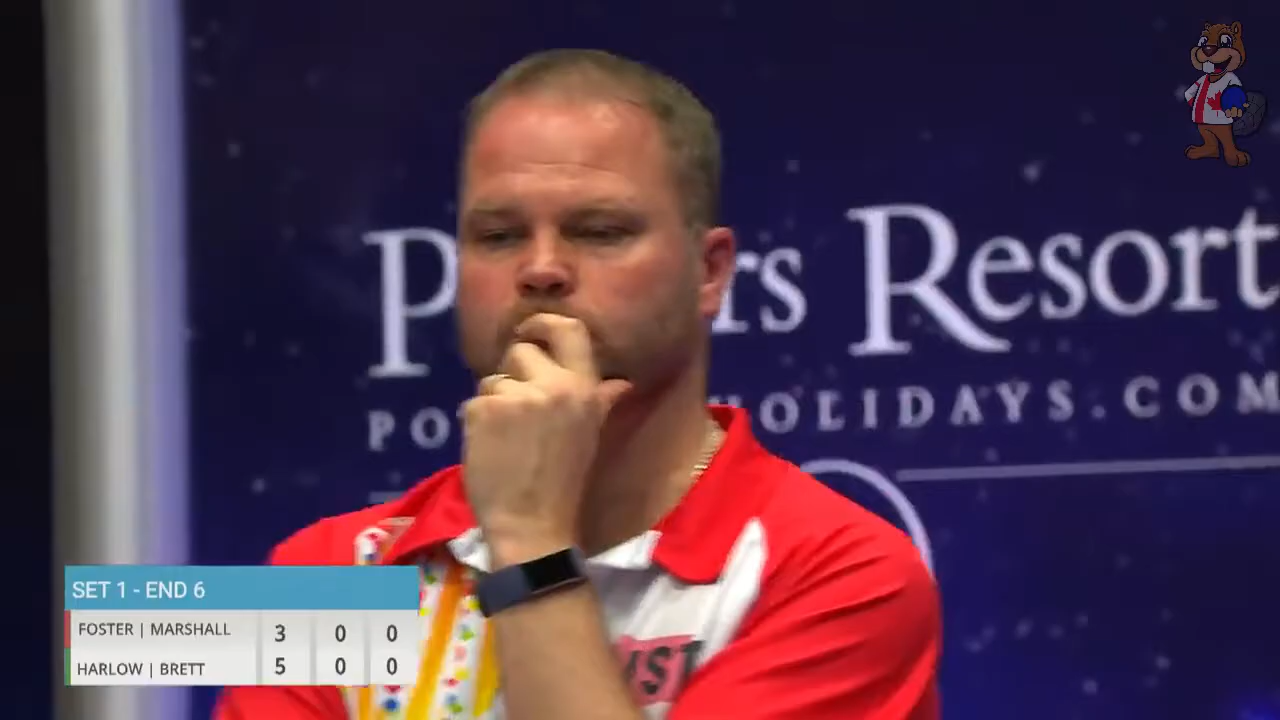 P rs Resort
PO HOLIDAYS.COM
SET 1 - END 6
FOSTER | MARSHALL 3 0 0
HARLOW | BRETT 5 0 0